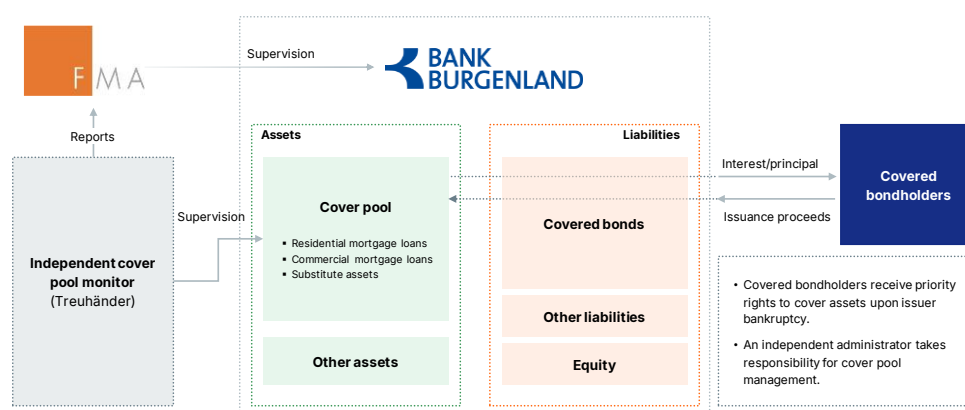 FMA
Supervision
BANK
BURGENLAND
Reports
Assets
Liabilities
Interest/principal
Covered
bondholders
Cover pool
Supervision
Issuance proceeds
Covered bonds
▪ Residential mortgage loans
▪ Commercial mortgage loans
▪ Substitute assets
Independent cover
pool monitor
(Treuhänder)
• Covered bondholders receive priority
rights to cover assets upon issuer
bankruptcy.
Other liabilities
• An independent administrator takes
responsibility for cover pool
management.
Other assets
Equity